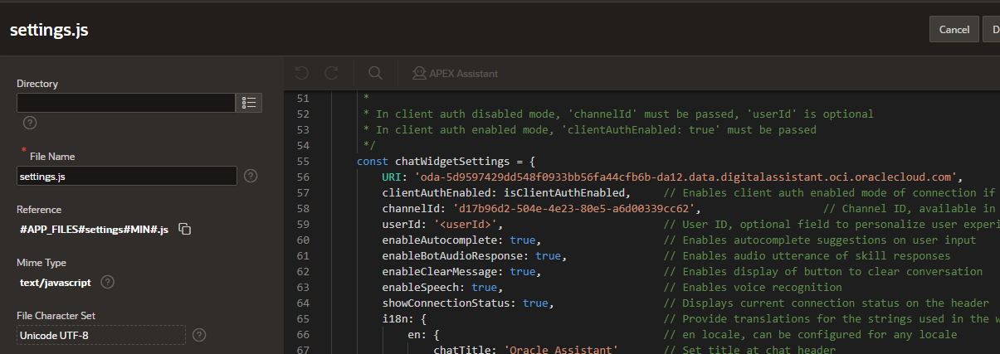 settings.js
Cancel
D
Directory
File Name
settings.js
Reference
#APP_FILES#settings#MIN#.js
Mime Type
text/javascript
File Character Set
Unicode UTF-8
APEX Assistant
51 *
52 * In client auth disabled mode, 'channelId' must be passed, 'userId' is optional
53 * In client auth enabled mode, 'clientAuthEnabled: true' must be passed
54 */
55 const chatWidgetSettings = {
56 URI: 'oda-5d9597429dd548f0933bb56fa44cfb6b-da12.data.digitalassistant.oci.oraclecloud.com',
57 clientAuthEnabled: isClientAuthEnabled, // Enables client auth enabled mode of connection if
58 channelId: 'd17b96d2-504e-4e23-80e5-a6d00339cc62', // Channel ID, available in
59 userId: '<userId>', // User ID, optional field to personalize user experi
60 enableAutocomplete: true, // Enables autocomplete suggestions on user input
61 enableBotAudioResponse: true, // Enables audio utterance of skill responses
62 enableClearMessage: true, // Enables display of button to clear conversation
63 enableSpeech: true, // Enables voice recognition
64 showConnectionStatus: true, // Displays current connection status on the header
65 i18n: { // Provide translations for the strings used in the w
66 en: { // en locale, can be configured for any locale
67 chatTitle: 'Oracle Assistant' // Set title at chat header